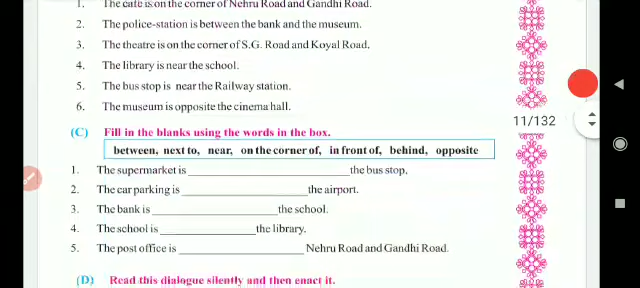 1. The cafe is on the corner of Nehru Road and Gandhi Road.
2. The police-station is between the bank and the museum.
3. The theatre is on the corner of S.G. Road and Koyal Road.
4. The library is near the school.
5. The bus stop is near the Railway station.
6. The museum is opposite the cinema hall.
11/132
(C) Fill in the blanks using the words in the box.
between, next to, near, on the corner of, in front of, behind, opposite
1. The supermarket is ____________________ the bus stop.
2. The car parking is ____________________ the airport.
3. The bank is ____________________ the school.
4. The school is ________________ the library.
5. The post office is ____________________ Nehru Road and Gandhi Road.
(D) Read this dialogue silently and then enact it.